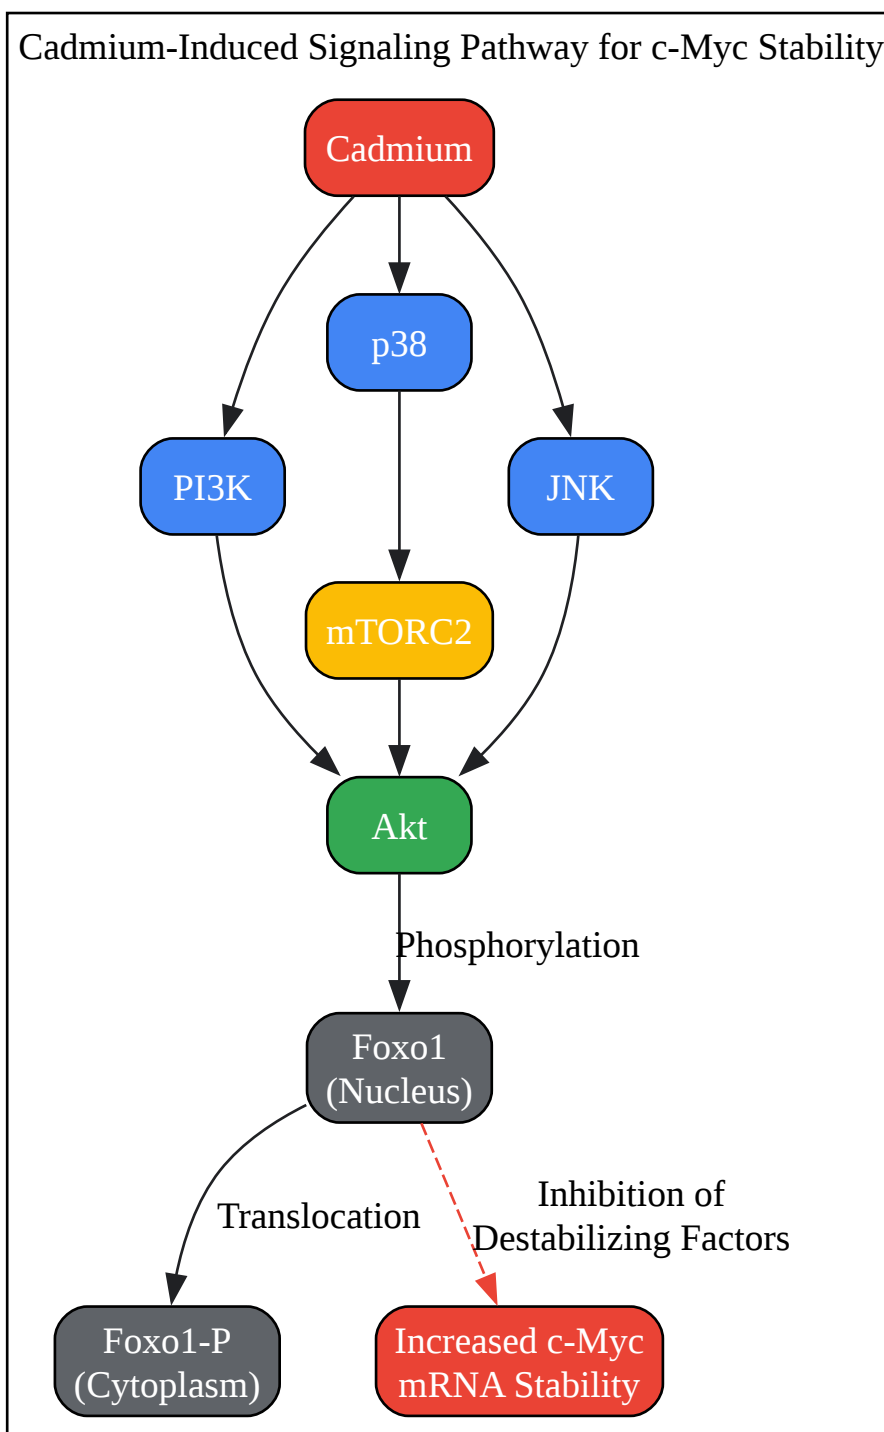 Cadmium-Induced Signaling Pathway for c-Myc Stability
Cadmium
p38
PI3K
JNK
mTORC2
Akt
Phosphorylation
Foxo1
(Nucleus)
Translocation
Inhibition of
Destabilizing Factors
Foxo1-P
(Cytoplasm)
Increased c-Myc
mRNA Stability